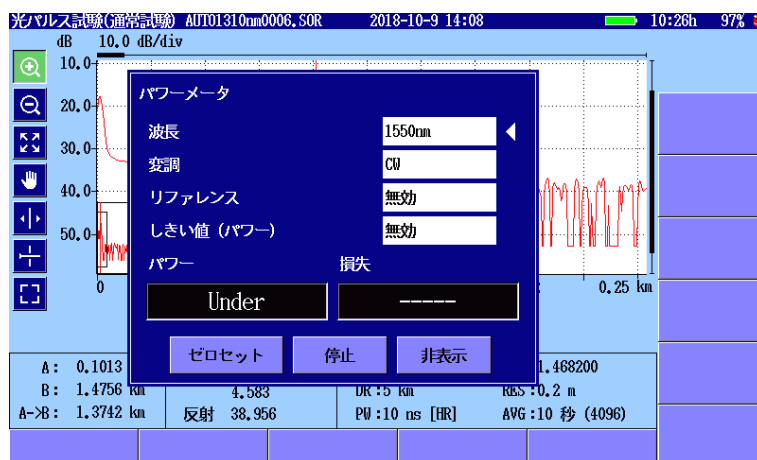 光パルス試験(通常試験) AUTO1310nm0006.SOR 2018-10-9 14:08 10:26h 97%
dB 10.0 dB/div
10.0
20.0
30.0
40.0
50.0
0 0.25 km
パワーメータ
波長 1550nm
変調 CW
リファレンス 無効
しきい値 (パワー) 無効
パワー 損失
Under -----
ゼロセット 停止 非表示
A: 0.1013 1.468200
B: 1.4756 km 4.583 DR:5 km RES:0.2 m
A->B: 1.3742 km 反射 38.956 PW:10 ns [HR] AVG:10 秒 (4096)